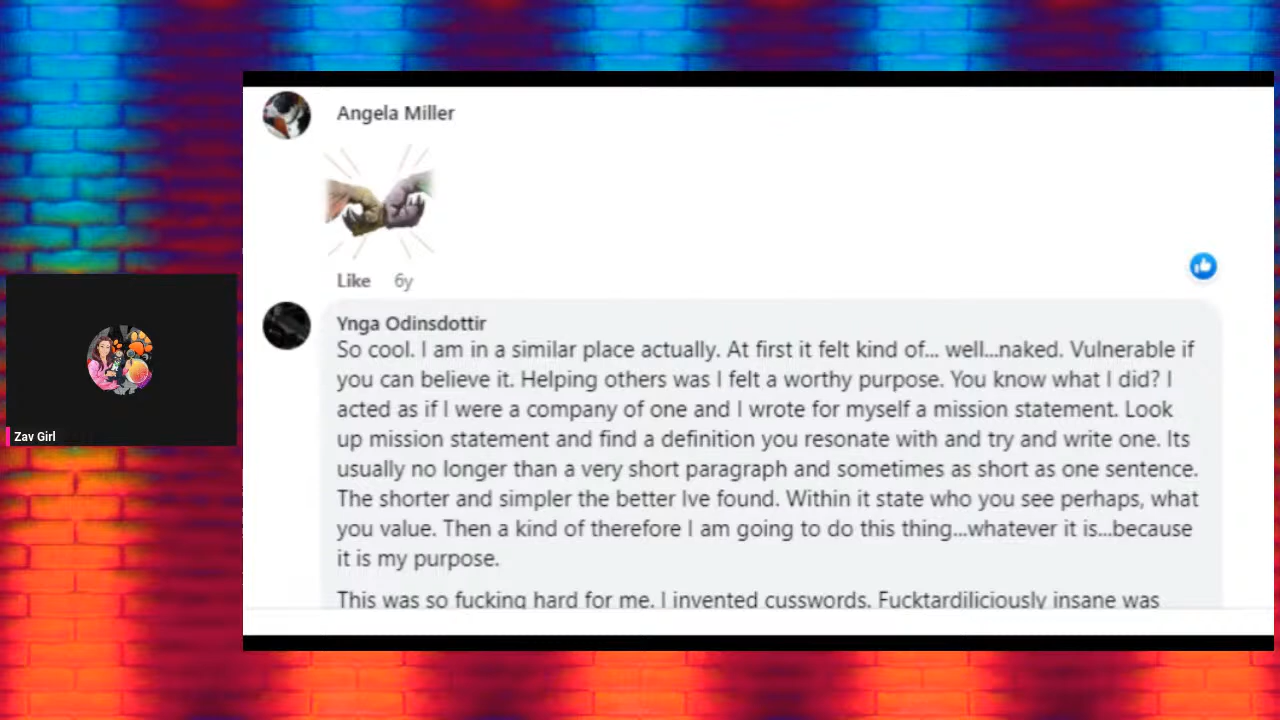 Angela Miller
Like 6y
Ynga Odinsdottir
So cool. I am in a similar place actually. At first it felt kind of... well...naked. Vulnerable if
you can believe it. Helping others was I felt a worthy purpose. You know what I did? I
acted as if I were a company of one and I wrote for myself a mission statement. Look
up mission statement and find a definition you resonate with and try and write one. Its
usually no longer than a very short paragraph and sometimes as short as one sentence.
The shorter and simpler the better Ive found. Within it state who you see perhaps, what
you value. Then a kind of therefore I am going to do this thing...whatever it is...because
it is my purpose.
This was so fucking hard for me. I invented cusswords. Fucktardiliciously insane was
Zav Girl